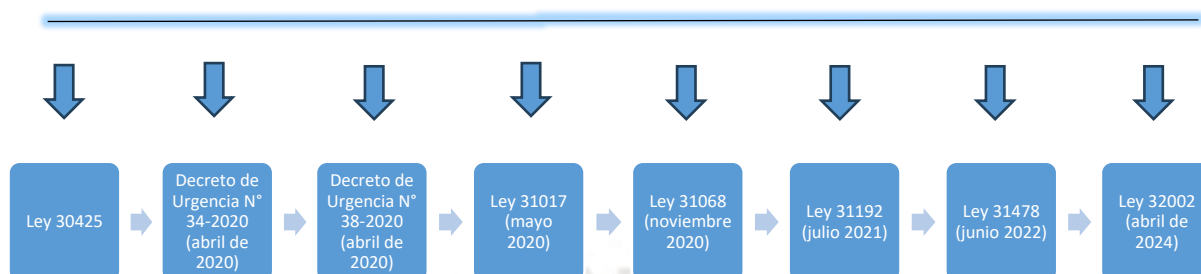 Ley 30425
Decreto de
Urgencia N°
34-2020
(abril de
2020)
Decreto de
Urgencia N°
38-2020
(abril de
2020)
Ley 31017
(mayo
2020)
Ley 31068
(noviembre
2020)
Ley 31192
(julio 2021)
Ley 31478
(junio 2022)
Ley 32002
(abril de
2024)